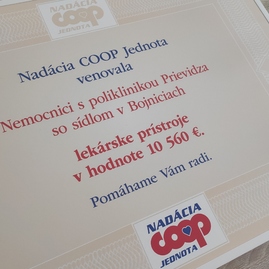 NADÁCIA
COOP
JEDNOTA
Nadácia COOP Jednota
venovala
Nemocnici s poliklinikou Prievidza
so sídlom v Bojniciach
lekárske prístroje
v hodnote 10 560 €.
Pomáhame Vám radi.
NADÁCIA
COOP
JEDNOTA